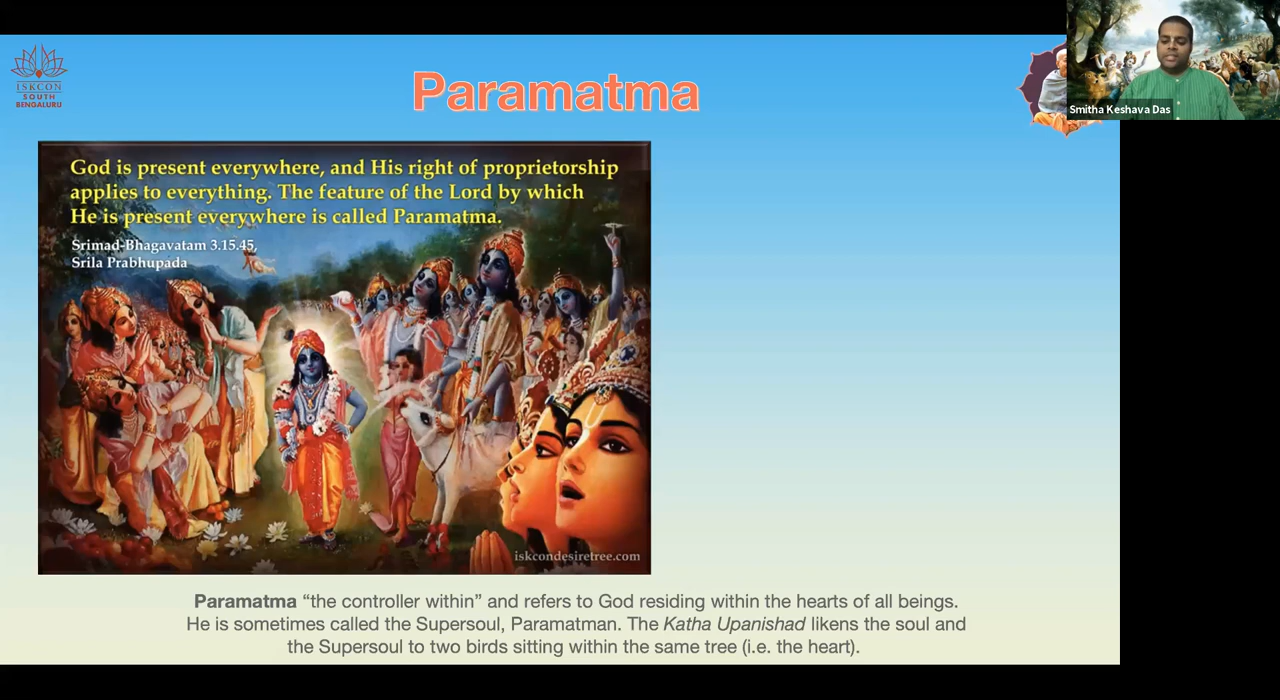 ISKCON
SOUTH
BENGALURU
Paramatma
Smitha Keshava Das
God is present everywhere, and His right of proprietorship
applies to everything. The feature of the Lord by which
He is present everywhere is called Paramatma.
Srimad-Bhagavatam 3.15.45,
Srila Prabhupada
iskcondesiretree.com
Paramatma “the controller within” and refers to God residing within the hearts of all beings.
He is sometimes called the Supersoul, Paramatman. The Katha Upanishad likens the soul and
the Supersoul to two birds sitting within the same tree (i.e. the heart).